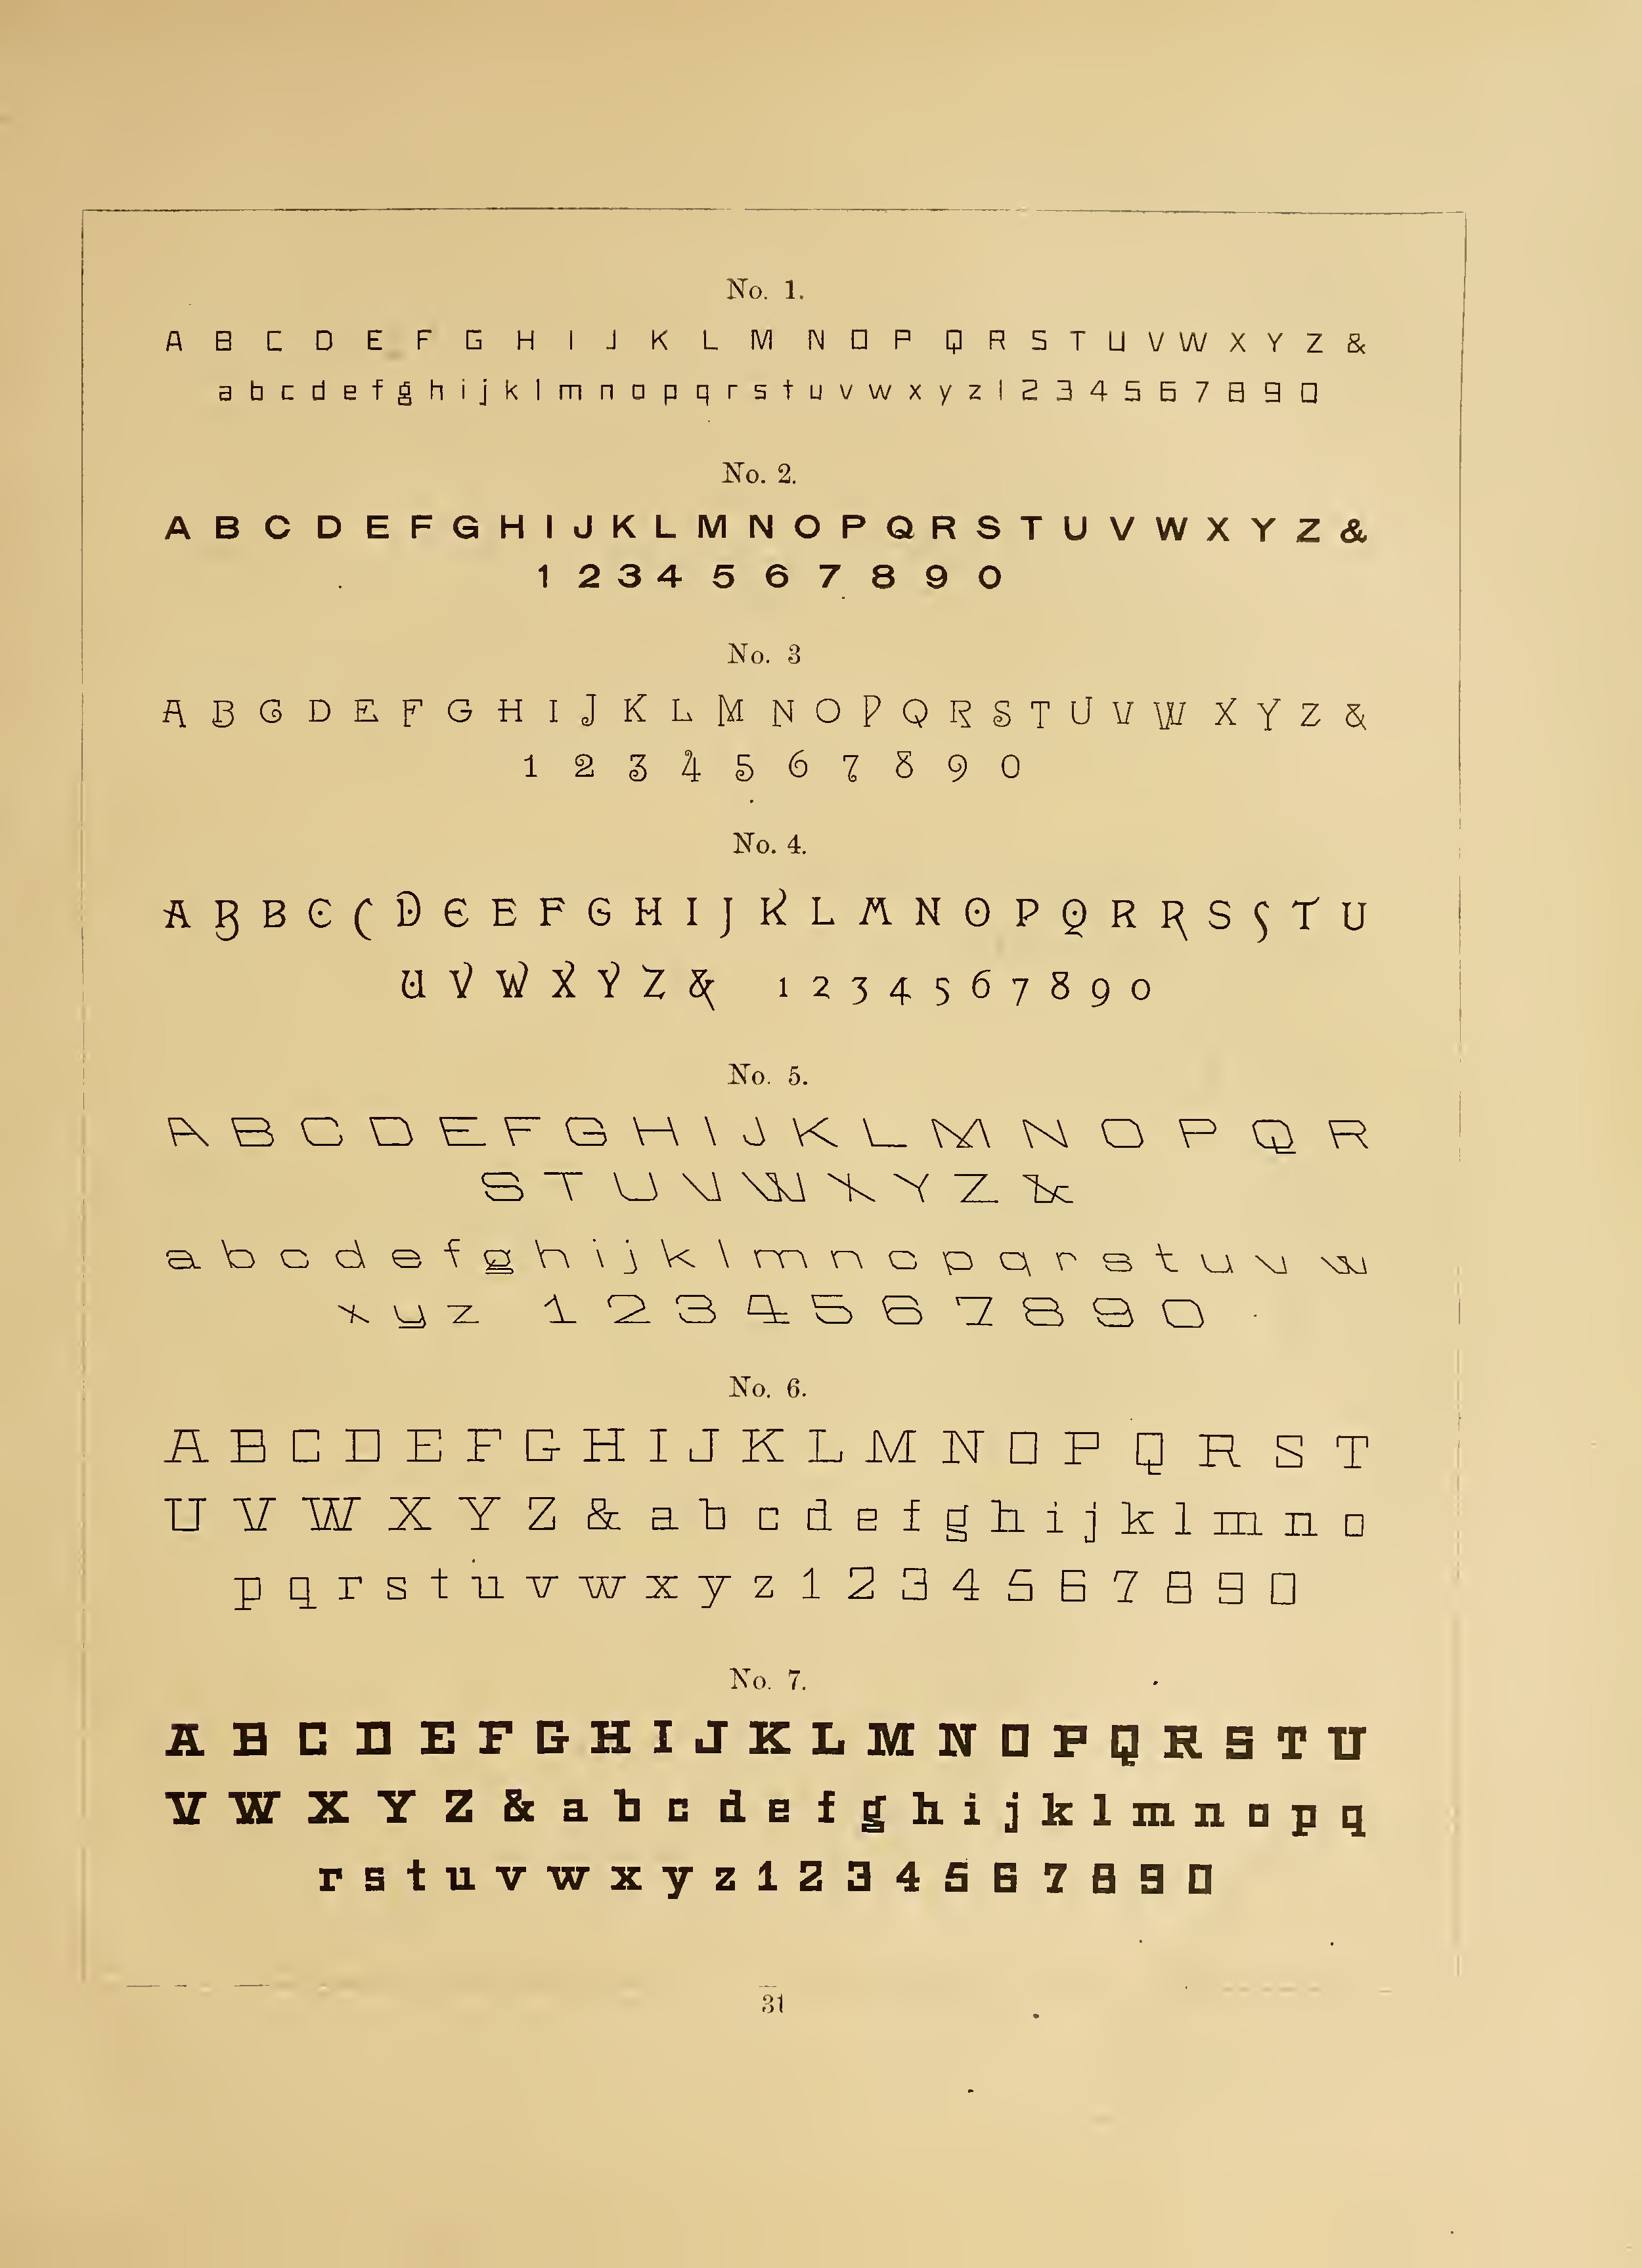 No. 1.
A B C D E F G H I J K L M N O P Q R S T U V W X Y Z &
a b c d e f g h i j k l m n o p q r s t u v w x y z 1 2 3 4 5 6 7 8 9 0
No. 2.
A B C D E F G H I J K L M N O P Q R S T U V W X Y Z &
1 2 3 4 5 6 7 8 9 0
No. 3
A B C D E F G H I J K L M N O P Q R S T U V W X Y Z &
1 2 3 4 5 6 7 8 9 0
No. 4.
A B B C C D E E F G H I J K L M N O P Q R R S S T U
U V W X Y Z & 1 2 3 4 5 6 7 8 9 0
No. 5.
A B C D E F G H I J K L M N O P Q R
S T U V W X Y Z &
a b c d e f g h i j k l m n o p q r s t u v w
x y z 1 2 3 4 5 6 7 8 9 0
No. 6.
A B C D E F G H I J K L M N O P Q R S T
U V W X Y Z & a b c d e f g h i j k l m n o
p q r s t u v w x y z 1 2 3 4 5 6 7 8 9 0
No. 7.
A B C D E F G H I J K L M N O P Q R S T U
V W X Y Z & a b c d e f g h i j k l m n o p q
r s t u v w x y z 1 2 3 4 5 6 7 8 9 0
31